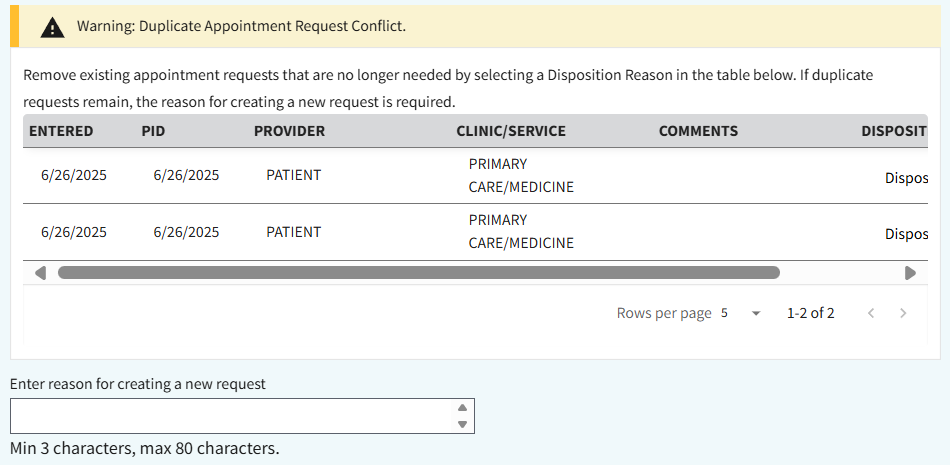 Warning: Duplicate Appointment Request Conflict.
Remove existing appointment requests that are no longer needed by selecting a Disposition Reason in the table below. If duplicate
requests remain, the reason for creating a new request is required.
ENTERED PID PROVIDER CLINIC/SERVICE COMMENTS DISPOSIT
6/26/2025 6/26/2025 PATIENT PRIMARY CARE/MEDICINE Dispos
6/26/2025 6/26/2025 PATIENT PRIMARY CARE/MEDICINE Dispos
Rows per page 5 1-2 of 2
Enter reason for creating a new request
Min 3 characters, max 80 characters.